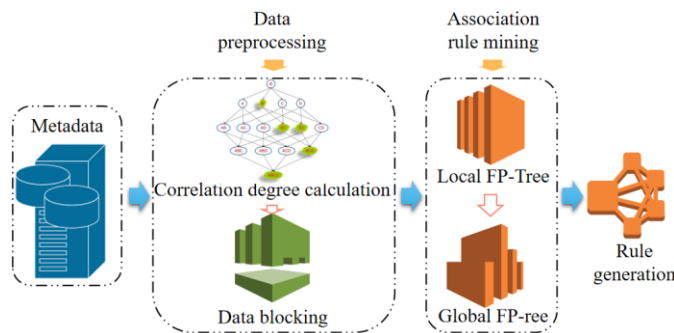 Data
preprocessing
Association
rule mining
Metadata
Correlation degree calculation
Data blocking
Local FP-Tree
Global FP-ree
Rule
generation